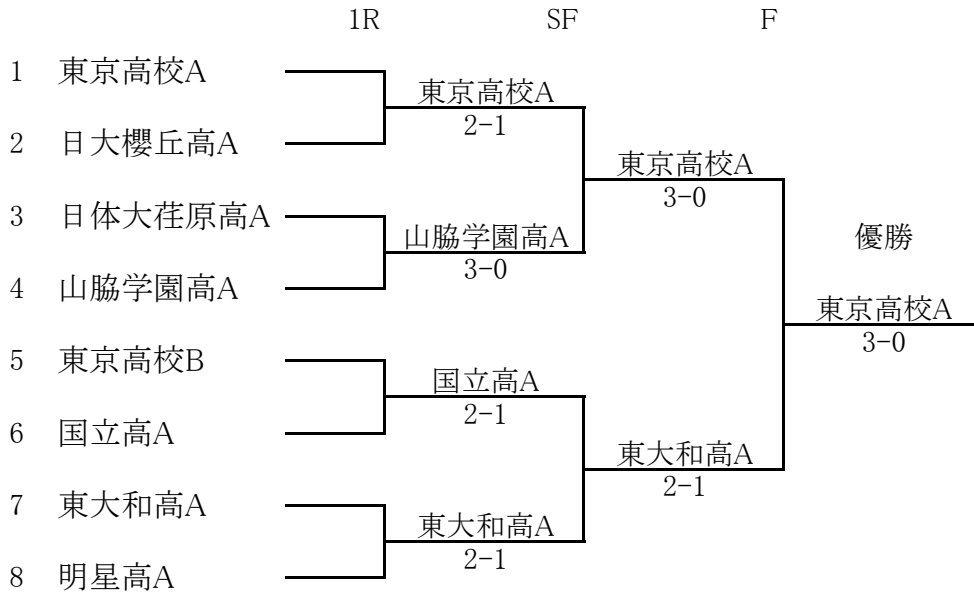 1R SF F
1 東京高校A
東京高校A
2-1
2 日大櫻丘高A
東京高校A
3-0
3 日体大荏原高A
山脇学園高A
3-0
優勝
4 山脇学園高A
東京高校A
3-0
5 東京高校B
国立高A
2-1
6 国立高A
東大和高A
2-1
7 東大和高A
東大和高A
2-1
8 明星高A